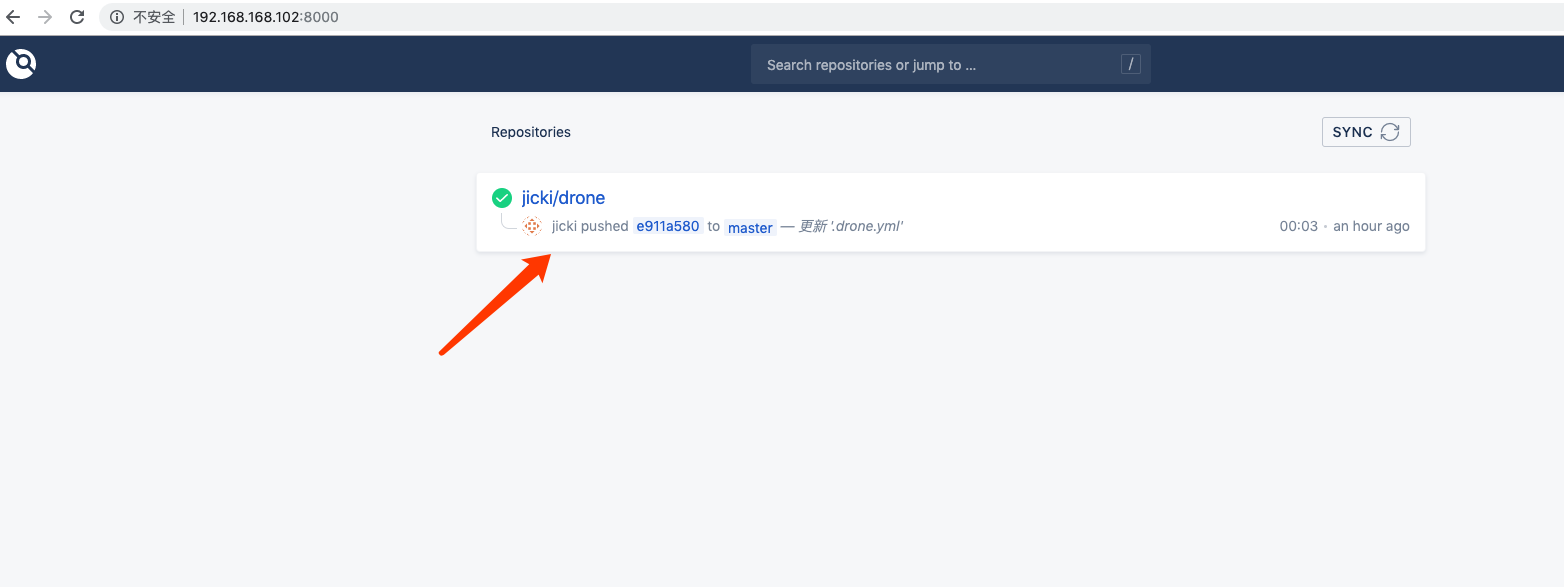 不安全 | 192.168.168.102:8000
Search repositories or jump to ... /
Repositories SYNC
jicki/drone
jicki pushed e911a580 to master — 更新 '.drone.yml' 00:03 · an hour ago